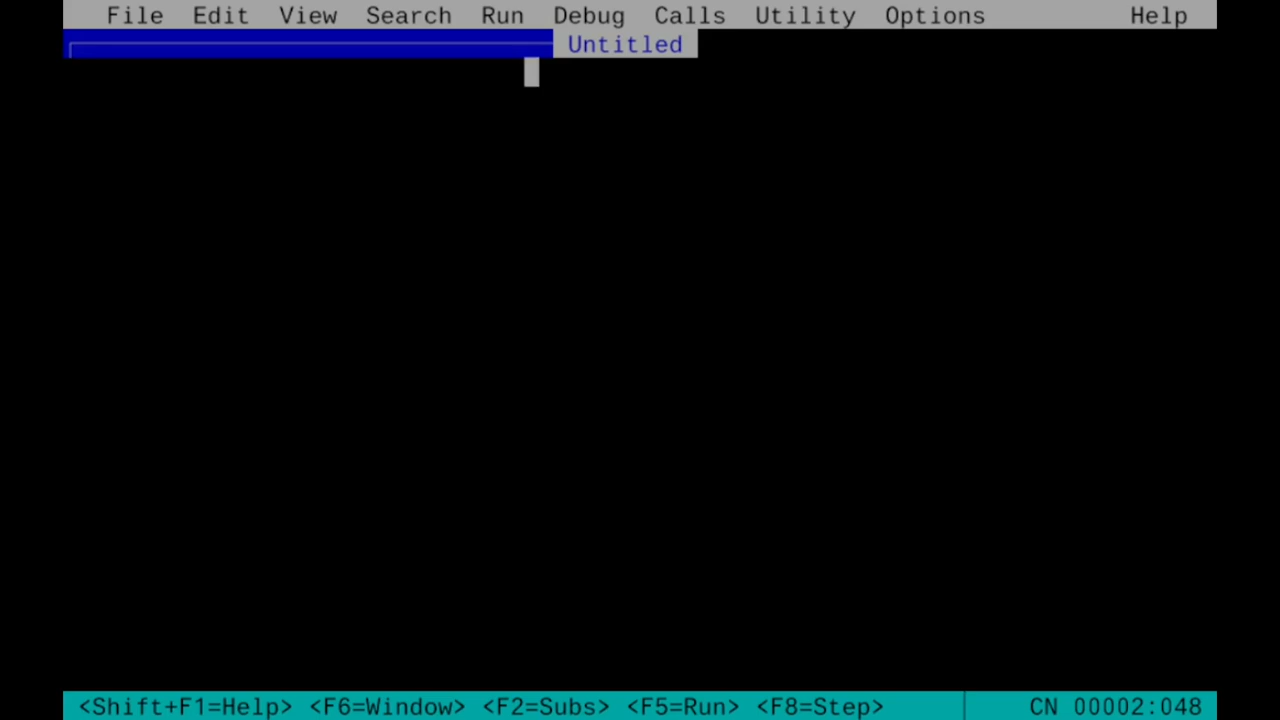 File Edit View Search Run Debug Calls Utility Options Help
Untitled
<Shift+F1=Help> <F6=Window> <F2=Subs> <F5=Run> <F8=Step> CN 00002:048